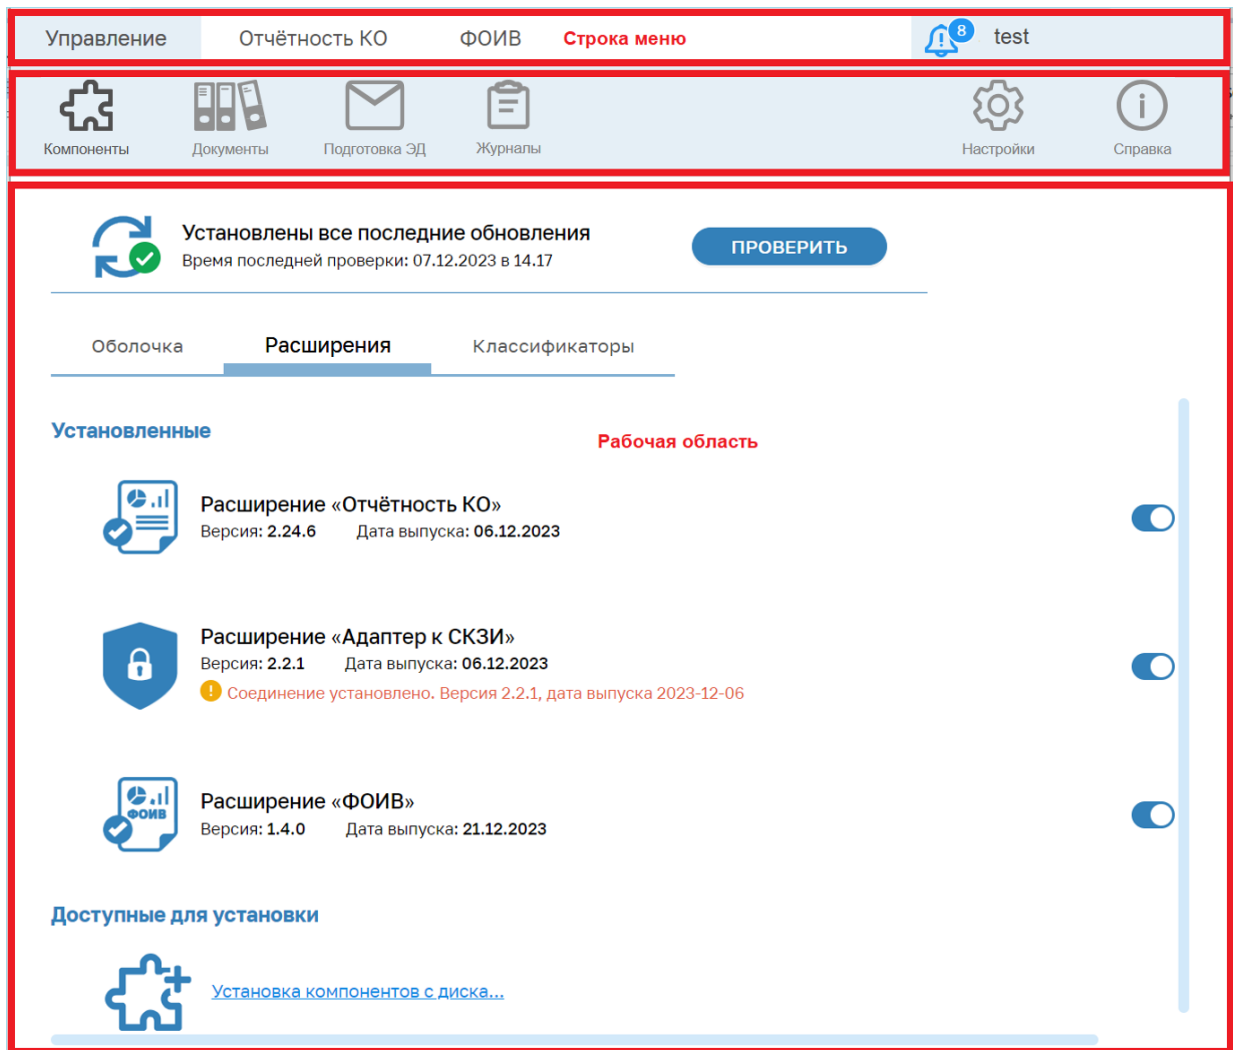 Управление Отчётность КО ФОИВ Строка меню 8 test
Компоненты Документы Подготовка ЭД Журналы Настройки Справка
Установлены все последние обновления
Время последней проверки: 07.12.2023 в 14.17
ПРОВЕРИТЬ
Оболочка Расширения Классификаторы
Установленные
Рабочая область
Расширение «Отчётность КО»
Версия: 2.24.6 Дата выпуска: 06.12.2023
Расширение «Адаптер к СКЗИ»
Версия: 2.2.1 Дата выпуска: 06.12.2023
Соединение установлено. Версия 2.2.1, дата выпуска 2023-12-06
ФОИВ
Расширение «ФОИВ»
Версия: 1.4.0 Дата выпуска: 21.12.2023
Доступные для установки
Установка компонентов с диска...